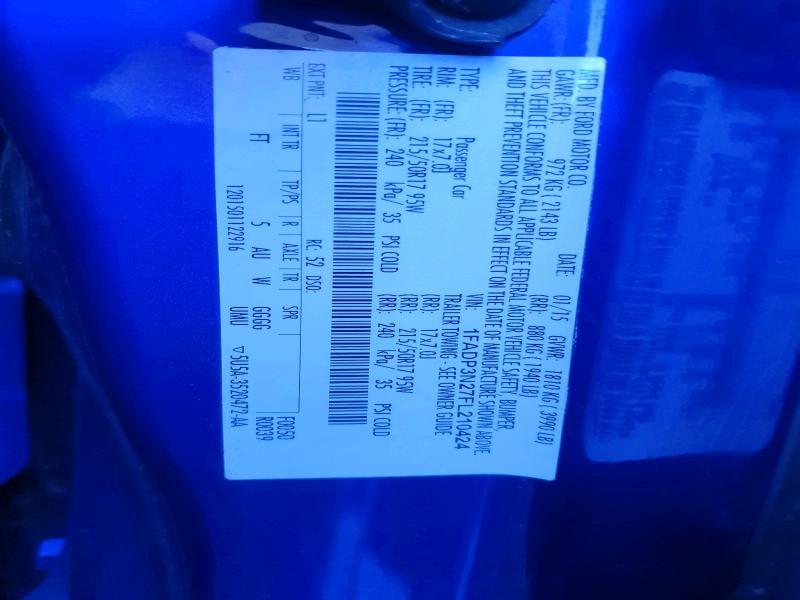 MFD. BY FORD MOTOR CO.
DATE: 01/15 GVWR: 1810 KG (3990 LB)
GAWR: (FR): 972 KG (2143 LB) (RR): 880 KG (1940 LB)
THIS VEHICLE CONFORMS TO ALL APPLICABLE FEDERAL MOTOR VEHICLE SAFETY, BUMPER
AND THEFT PREVENTION STANDARDS IN EFFECT ON THE DATE OF MANUFACTURE SHOWN ABOVE.
VIN: 1FADP3N27FL210424
TYPE: Passenger Car TRAILER TOWING - SEE OWNER GUIDE
RIM: (FR): 17x7.0J (RR): 17x7.0J
TIRE: (FR): 215/50R17 95W (RR): 215/50R17 95W
PRESSURE: (FR): 240 kPa/ 35 PSI COLD (RR): 240 kPa/ 35 PSI COLD
EXT PNT: L1 RC: 52 DSO:
F0050
WB INT TR TP/PS R AXLE TR SPR R0039
FT 5 AU W GGGG
UMU
1201501122916 ▽5U5A-3520472-AA